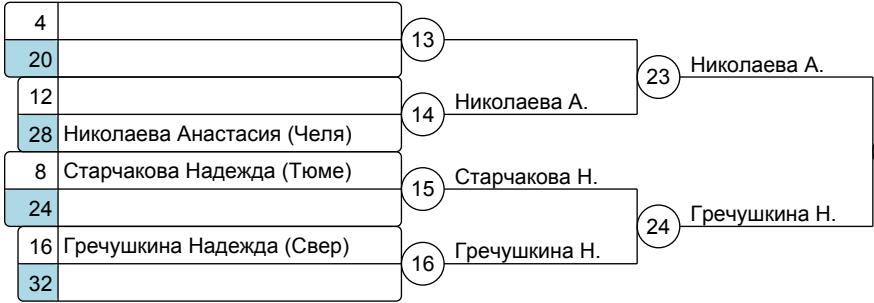 4
13
20
23 Николаева А.
12
14 Николаева А.
28 Николаева Анастасия (Челя)
8 Старчакова Надежда (Тюме)
15 Старчакова Н.
24
24 Гречушкина Н.
16 Гречушкина Надежда (Свер)
16 Гречушкина Н.
32